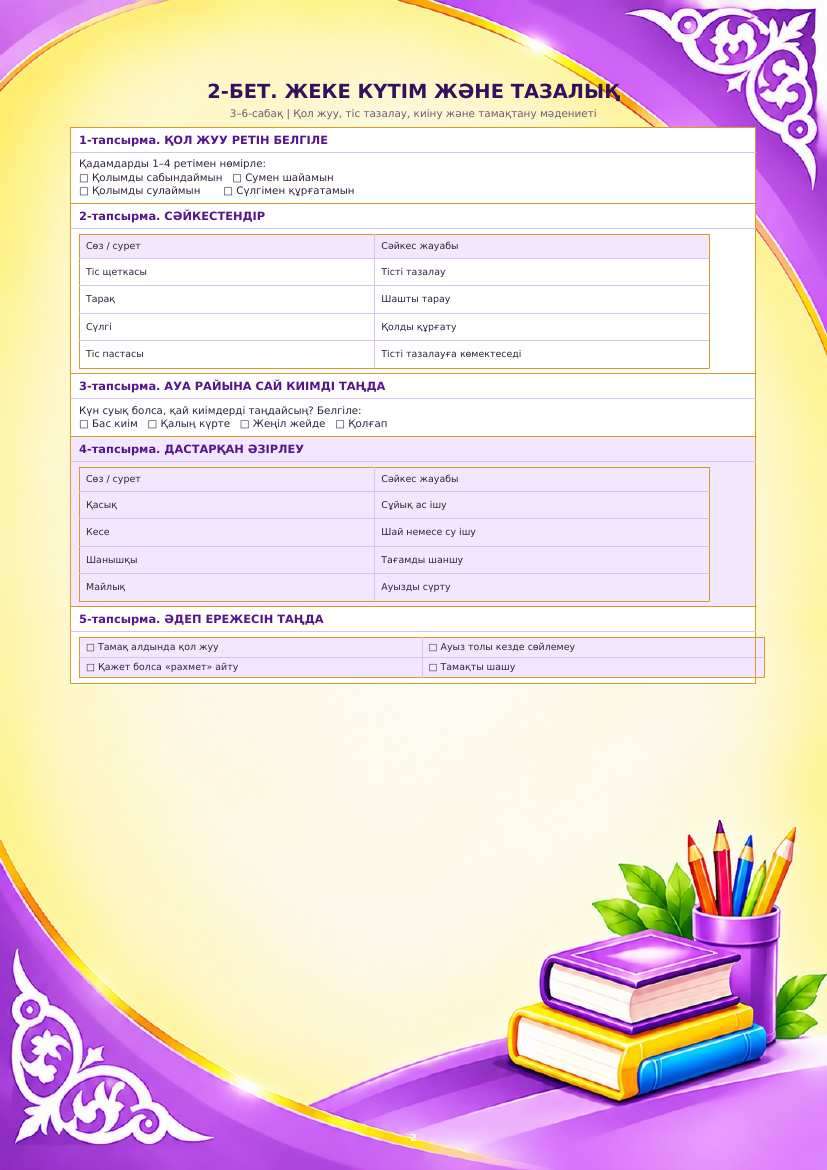 2-БЕТ. ЖЕКЕ КҮТІМ ЖӘНЕ ТАЗАЛЫҚ
3–6-сабақ | Қол жуу, тіс тазалау, киіну және тамақтану мәдениеті
1-тапсырма. ҚОЛ ЖУУ РЕТІН БЕЛГІЛЕ
Қадамдарды 1–4 ретімен нөмірле:
□ Қолымды сабындаймын □ Сумен шайамын
□ Қолымды сулаймын □ Сүлгімен құрғатамын
2-тапсырма. СӘЙКЕСТЕНДІР
Сөз / сурет Сәйкес жауабы
Тіс щеткасы Тісті тазалау
Тарақ Шашты тарау
Сүлгі Қолды құрғату
Тіс пастасы Тісті тазалауға көмектеседі
3-тапсырма. АУА РАЙЫНА САЙ КИІМДІ ТАҢДА
Күн суық болса, қай киімдерді таңдайсың? Белгіле:
□ Бас киім □ Қалың күрте □ Жеңіл жейде □ Қолғап
4-тапсырма. ДАСТАРҚАН ӘЗІРЛЕУ
Сөз / сурет Сәйкес жауабы
Қасық Сұйық ас ішу
Кесе Шай немесе су ішу
Шанышқы Тағамды шаншу
Майлық Ауызды сүрту
5-тапсырма. ӘДЕП ЕРЕЖЕСІН ТАҢДА
□ Тамақ алдында қол жуу □ Ауыз толы кезде сөйлемеу
□ Қажет болса «рахмет» айту □ Тамақты шашу
2